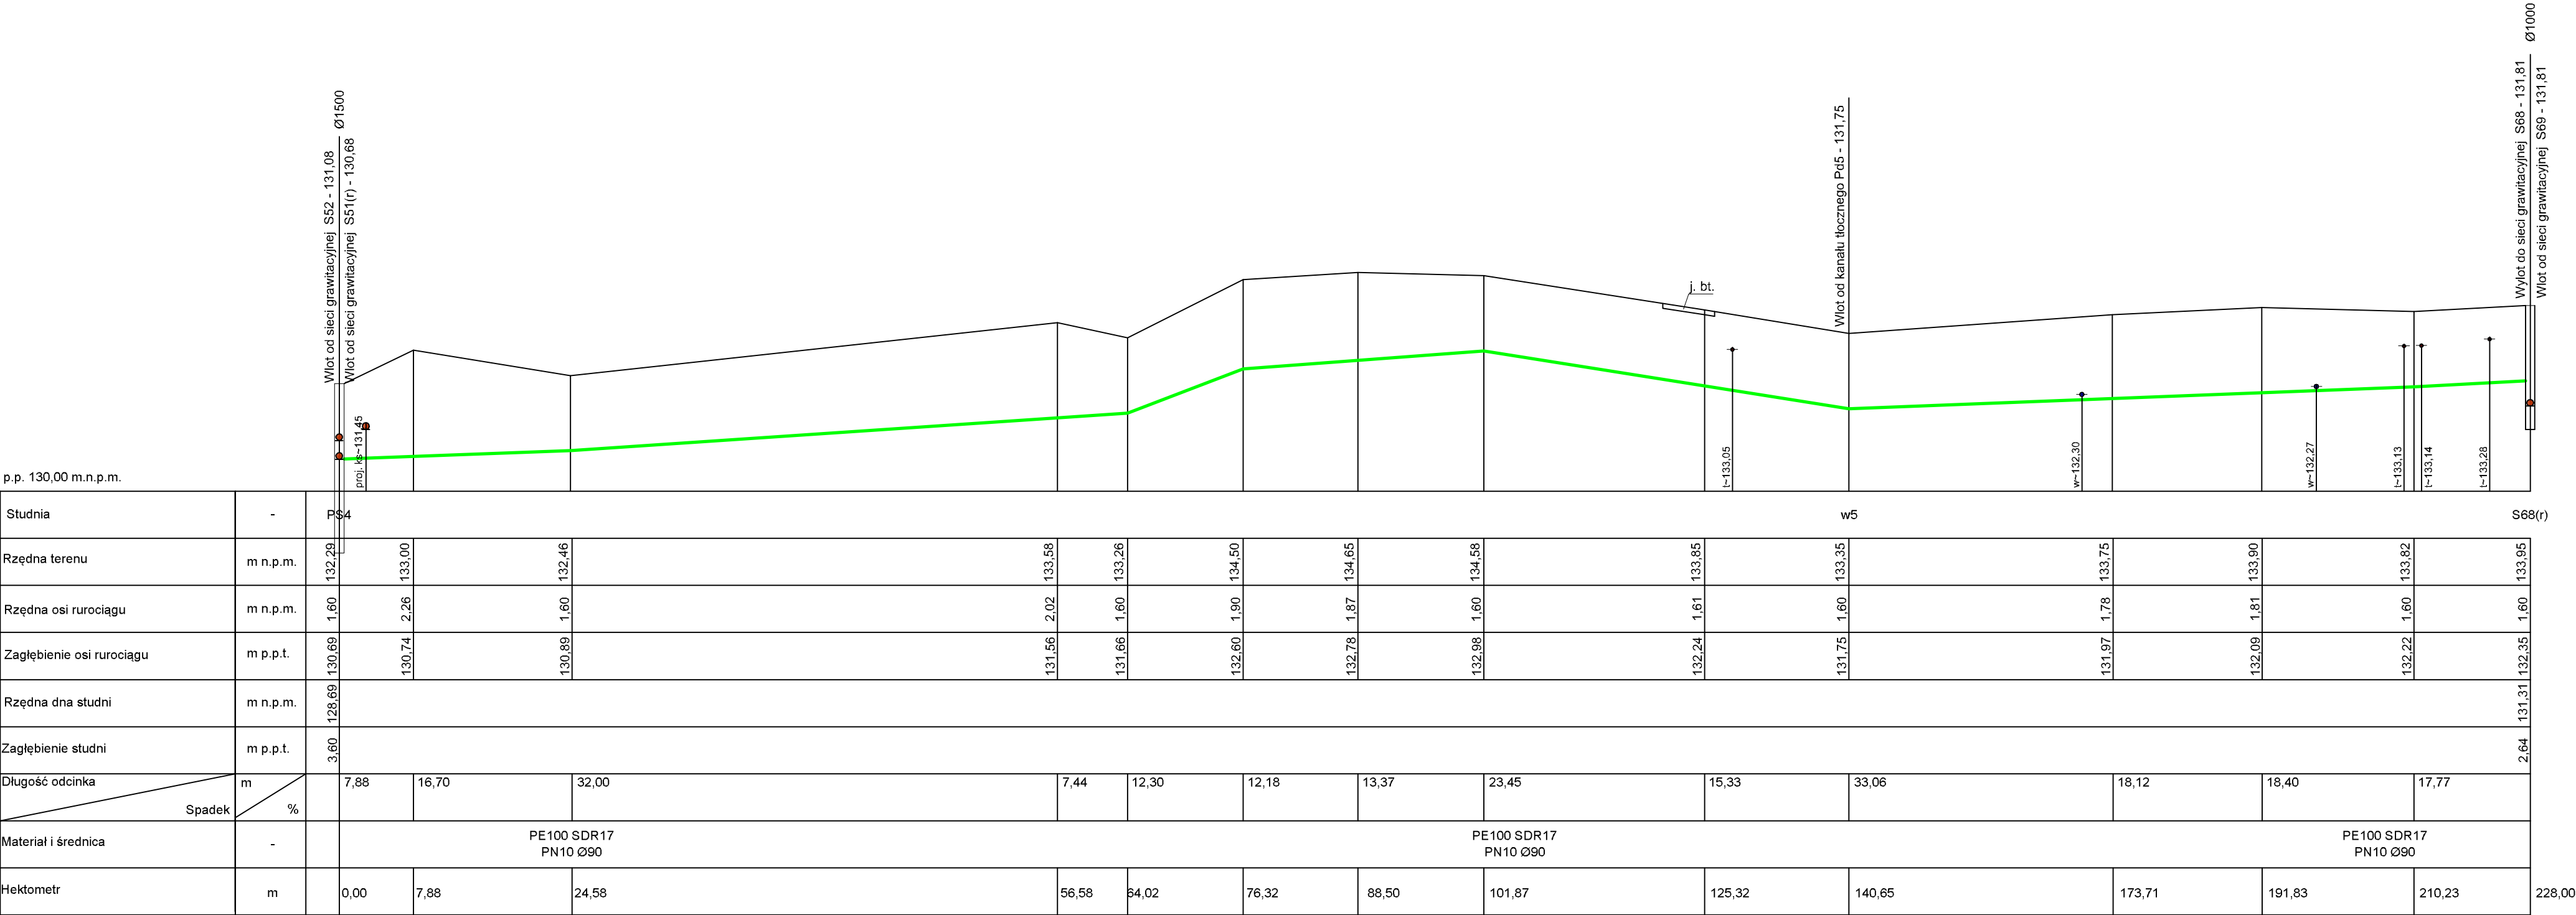 Ø1000
Ø1500
Wlot od sieci grawitacyjnej S52 - 131,08
Wlot od sieci grawitacyjnej S51(r) - 130,68
Wlot od kanału tłocznego Pd5 - 131,75
Wylot do sieci grawitacyjnej S68 - 131,81
Wlot od sieci grawitacyjnej S69 - 131,81
j. bt.
proj. ks~131,45
t~133,05
w~132,30
w~132,27
t~133,13
t~133,14
t~133,28
p.p. 130,00 m.n.p.m.
Studnia - PS4 w5 S68(r)
Rzędna terenu m n.p.m. 132,29 133,00 132,46 133,58 133,26 134,50 134,65 134,58 133,85 133,35 133,75 133,90 133,82 133,95
Rzędna osi rurociągu m n.p.m. 1,60 2,26 1,60 2,02 1,60 1,90 1,87 1,60 1,61 1,60 1,78 1,81 1,60 1,60
Zagłębienie osi rurociągu m p.p.t. 130,69 130,74 130,89 131,56 131,66 132,60 132,78 132,98 132,24 131,75 131,97 132,09 132,22 132,35
Rzędna dna studni m n.p.m. 128,69 131,31
Zagłębienie studni m p.p.t. 3,60 2,64
Długość odcinka m 7,88 16,70 32,00 7,44 12,30 12,18 13,37 23,45 15,33 33,06 18,12 18,40 17,77
Spadek %
Materiał i średnica - PE100 SDR17 PE100 SDR17 PE100 SDR17
PN10 Ø90 PN10 Ø90 PN10 Ø90
Hektometr m 0,00 7,88 24,58 56,58 64,02 76,32 88,50 101,87 125,32 140,65 173,71 191,83 210,23 228,00